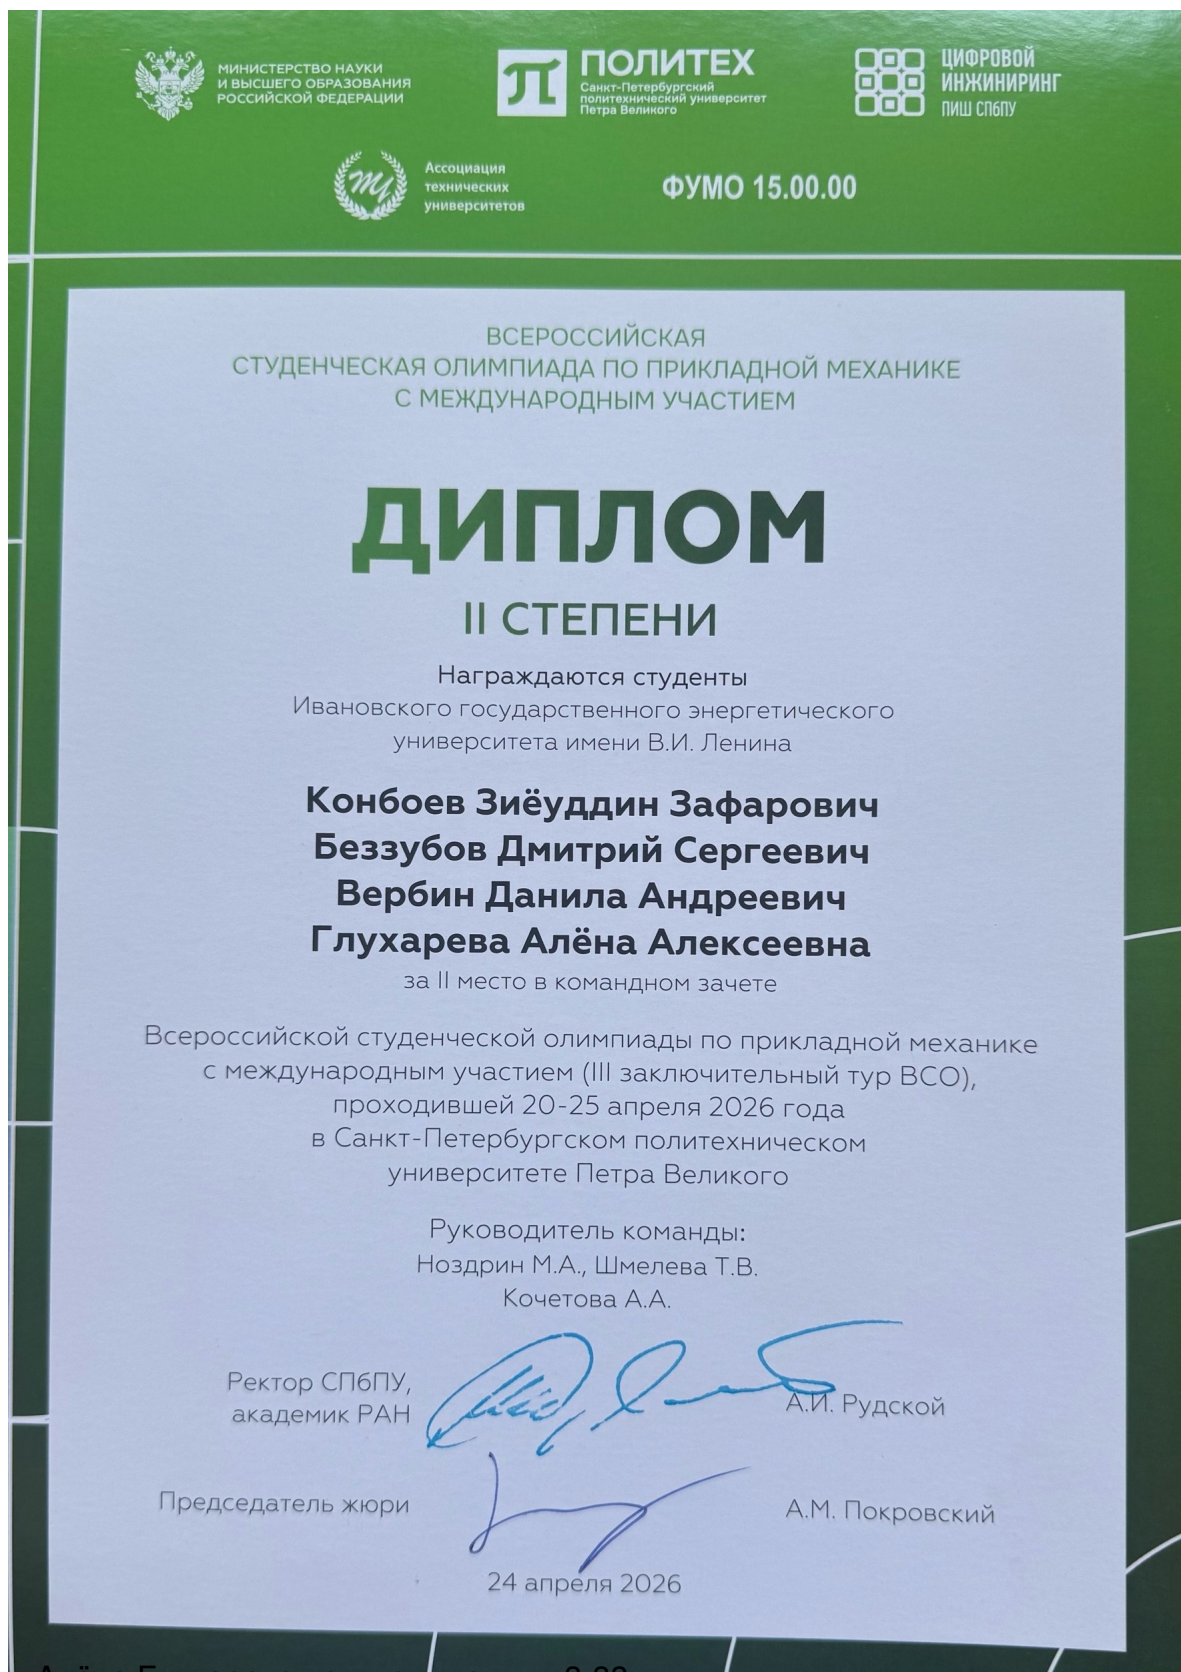 МИНИСТЕРСТВО НАУКИ
И ВЫСШЕГО ОБРАЗОВАНИЯ
РОССИЙСКОЙ ФЕДЕРАЦИИ
ПОЛИТЕХ
Санкт-Петербургский
политехнический университет
Петра Великого
ЦИФРОВОЙ
ИНЖИНИРИНГ
ПИШ СПбПУ
Ассоциация
технических
университетов
ФУМО 15.00.00
ВСЕРОССИЙСКАЯ
СТУДЕНЧЕСКАЯ ОЛИМПИАДА ПО ПРИКЛАДНОЙ МЕХАНИКЕ
С МЕЖДУНАРОДНЫМ УЧАСТИЕМ
ДИПЛОМ
II СТЕПЕНИ
Награждаются студенты
Ивановского государственного энергетического
университета имени В.И. Ленина
Конбоев Зиёуддин Зафарович
Беззубов Дмитрий Сергеевич
Вербин Данила Андреевич
Глухарева Алёна Алексеевна
за II место в командном зачете
Всероссийской студенческой олимпиады по прикладной механике
с международным участием (III заключительный тур ВСО),
проходившей 20-25 апреля 2026 года
в Санкт-Петербургском политехническом
университете Петра Великого
Руководитель команды:
Ноздрин М.А., Шмелева Т.В.
Кочетова А.А.
Ректор СПбПУ,
академик РАН
А.И. Рудской
Председатель жюри
А.М. Покровский
24 апреля 2026